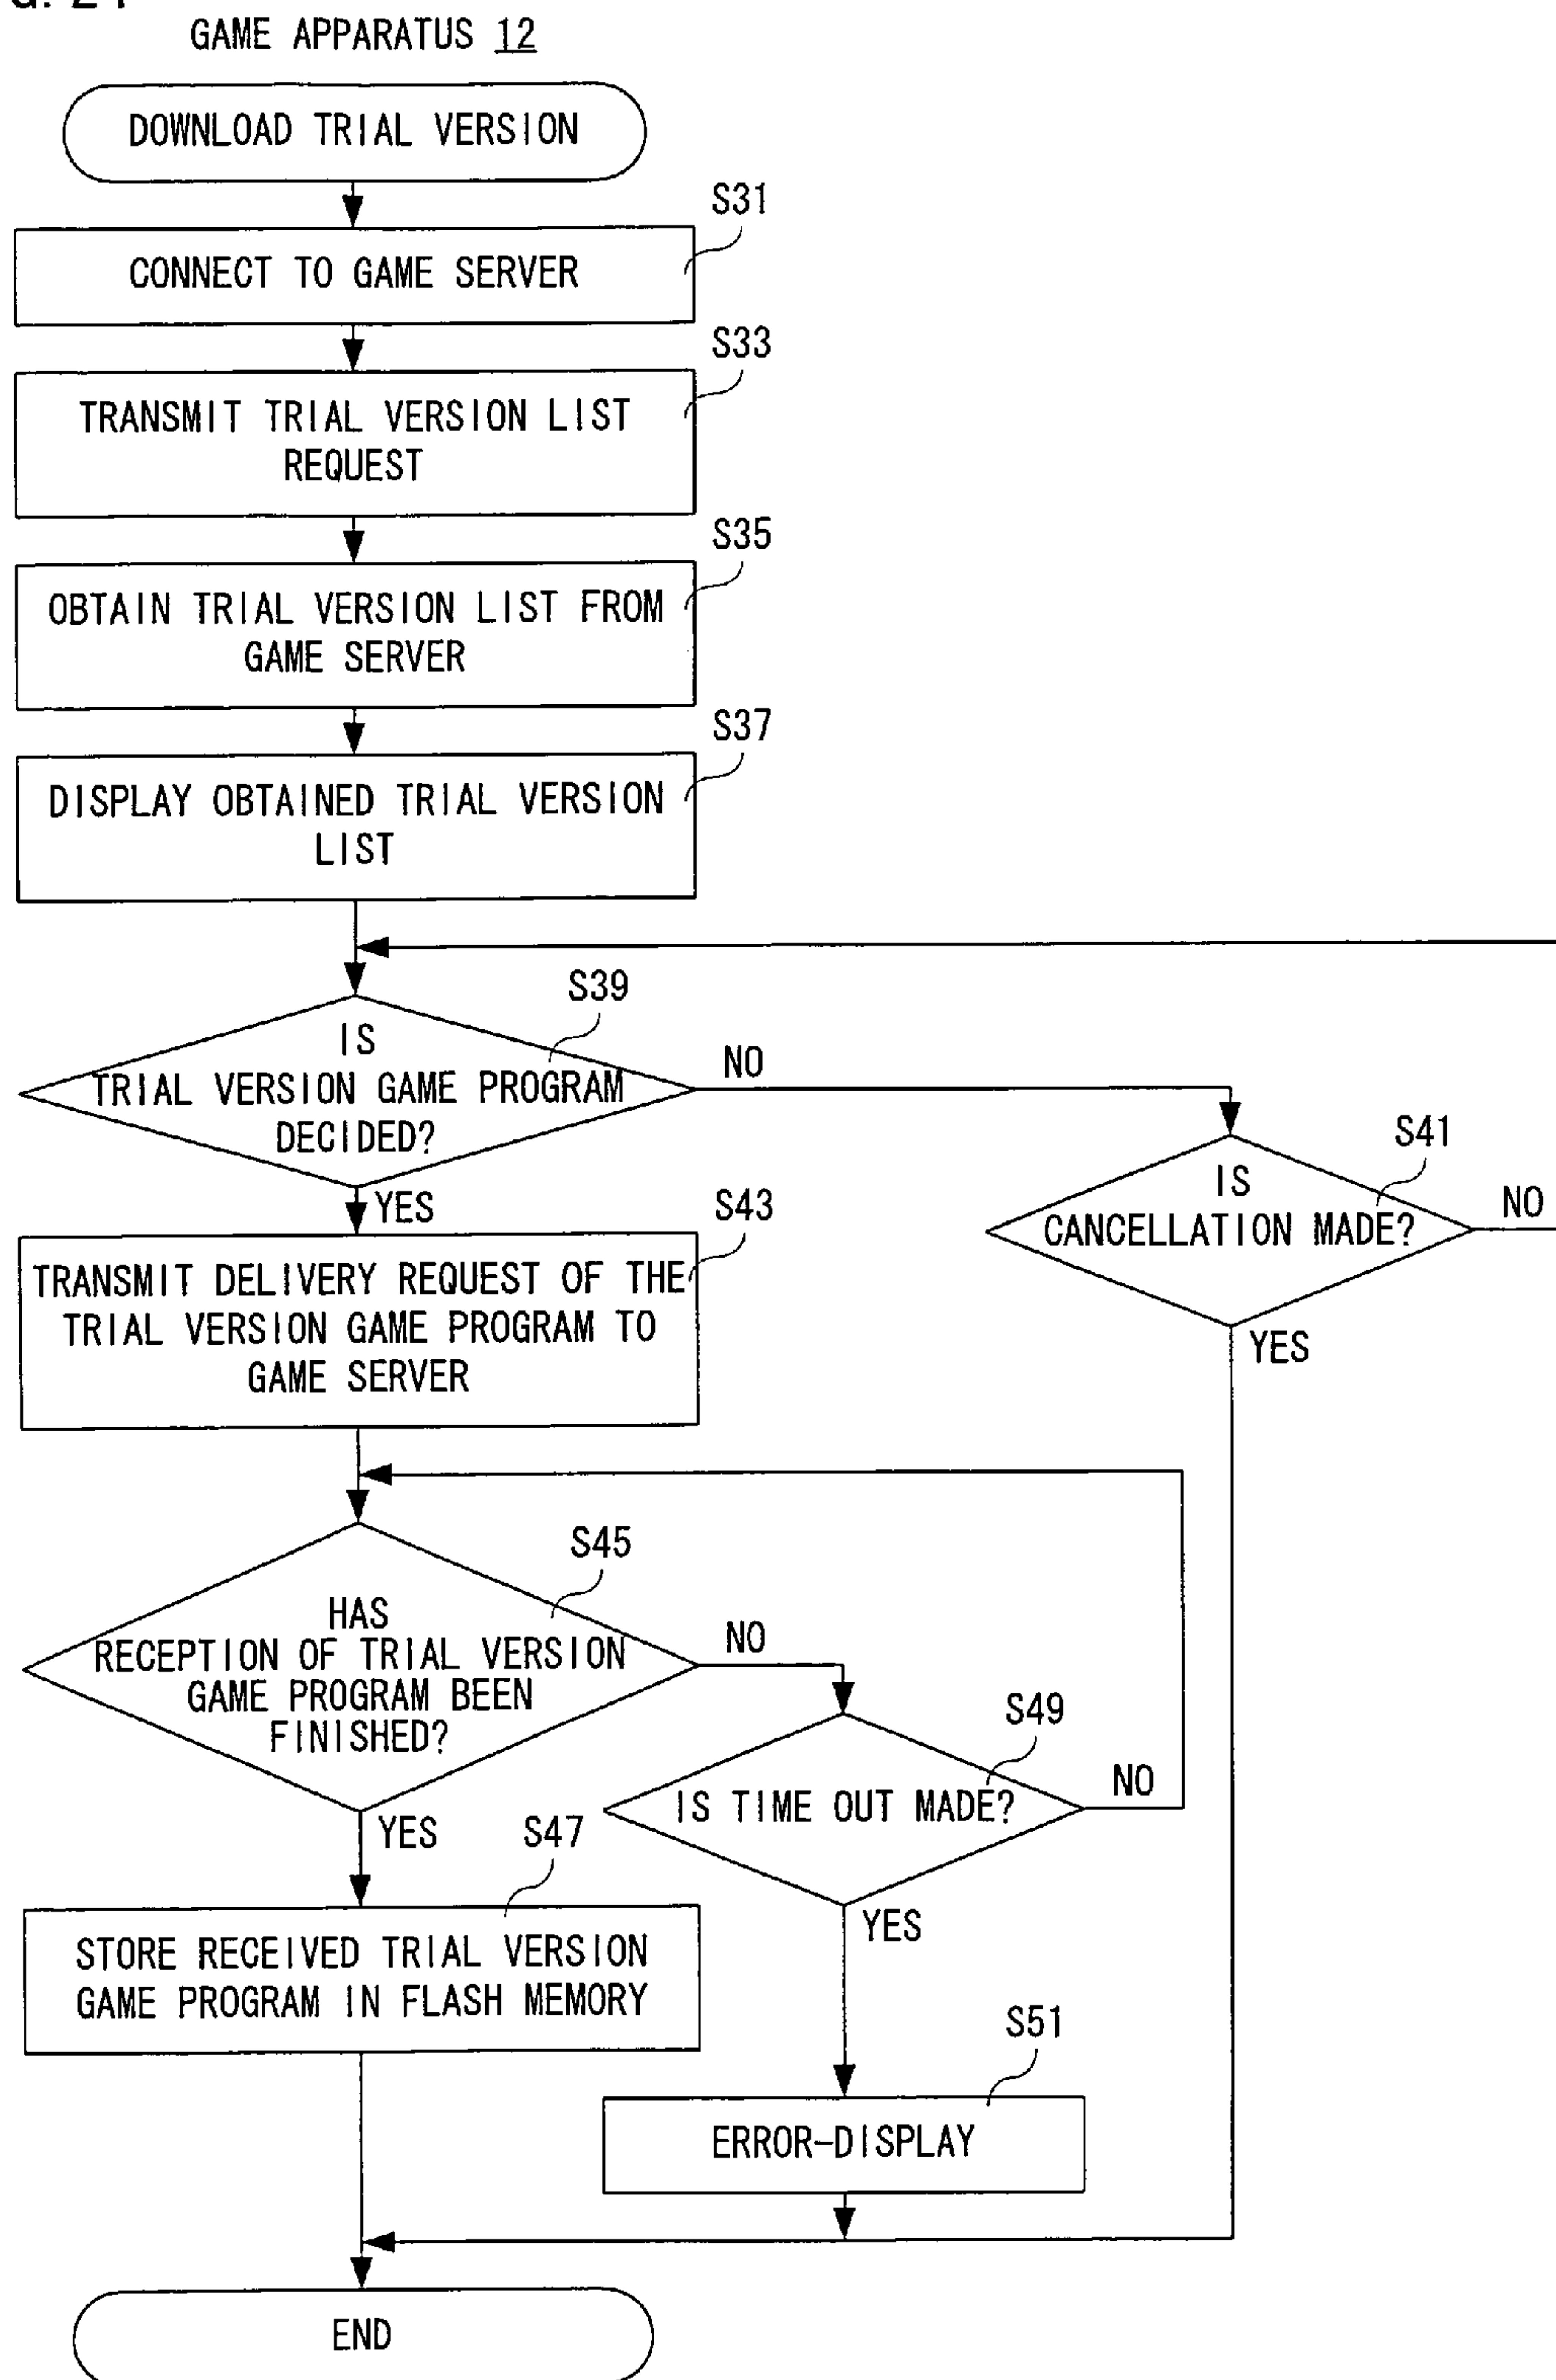 GAME APPARATUS 12
DOWNLOAD TRIAL VERSION
S31
CONNECT TO GAME SERVER
S33
TRANSMIT TRIAL VERSION LIST
REQUEST
S35
OBTAIN TRIAL VERSION LIST FROM
GAME SERVER
S37
DISPLAY OBTAINED TRIAL VERSION
LIST
S39
IS
TRIAL VERSION GAME PROGRAM
DECIDED?
NO
S41
IS
CANCELLATION MADE?
NO
YES
YES
S43
TRANSMIT DELIVERY REQUEST OF THE
TRIAL VERSION GAME PROGRAM TO
GAME SERVER
S45
HAS
RECEPTION OF TRIAL VERSION
GAME PROGRAM BEEN
FINISHED?
NO
S49
IS TIME OUT MADE?
NO
YES
YES
S47
STORE RECEIVED TRIAL VERSION
GAME PROGRAM IN FLASH MEMORY
S51
ERROR-DISPLAY
END